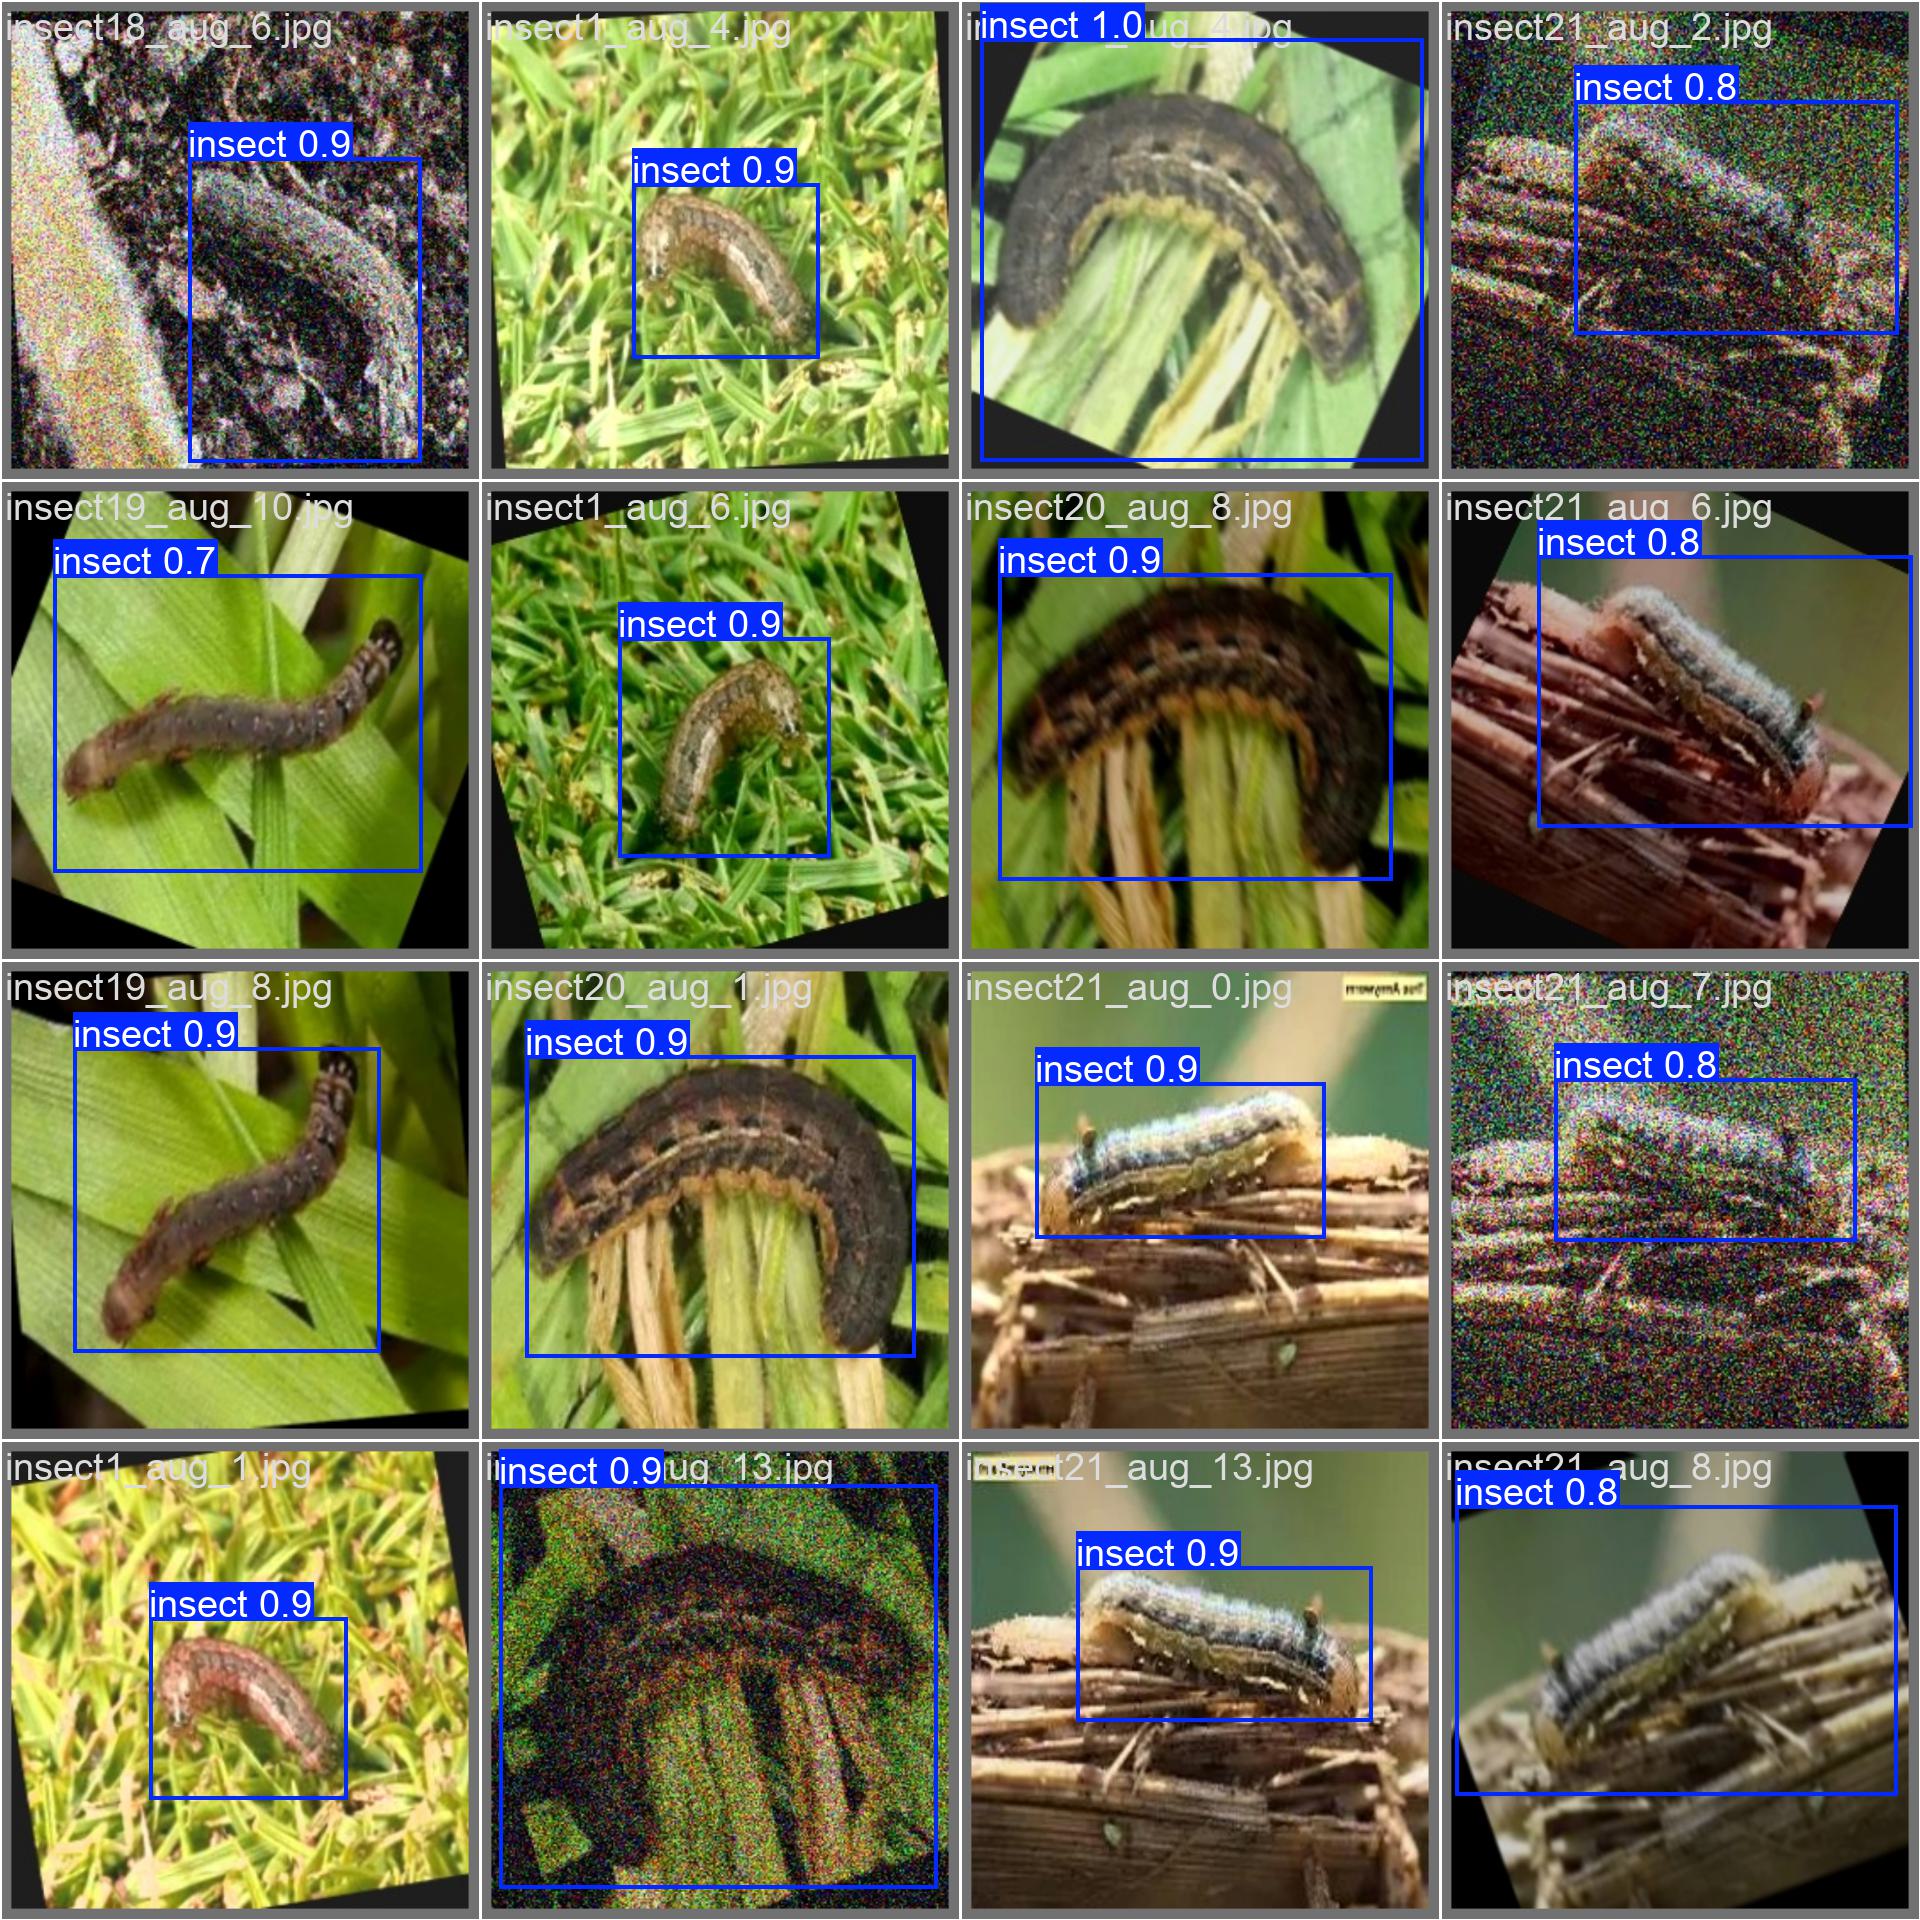 insect18_aug_6.jpg
insect 0.9
insect1_aug_4.jpg
insect 0.9
insect 1.0
ug_4.jpg
insect21_aug_2.jpg
insect 0.8
insect19_aug_10.jpg
insect 0.7
insect1_aug_6.jpg
insect 0.9
insect20_aug_8.jpg
insect 0.9
insect21_aug_6.jpg
insect 0.8
insect19_aug_8.jpg
insect 0.9
insect20_aug_1.jpg
insect 0.9
insect21_aug_0.jpg
insect 0.9
insect21_aug_7.jpg
insect 0.8
insect1_aug_1.jpg
insect 0.9
insect 0.9
ug_13.jpg
insect21_aug_13.jpg
insect 0.9
insect21_aug_8.jpg
insect 0.8